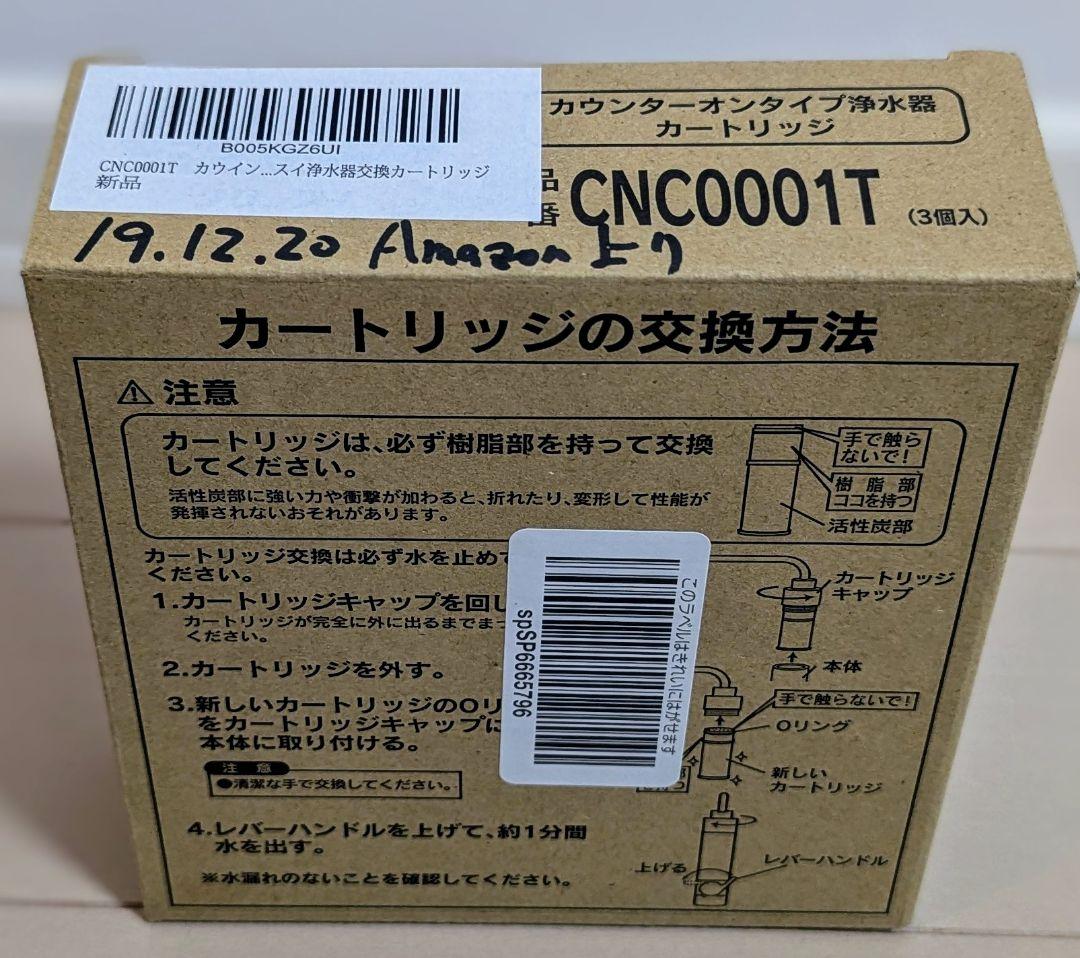 B005KGZ6UI
CNC0001T カウイン...スイ浄水器交換カートリッジ
新品
カウンターオンタイプ浄水器
カートリッジ
品番 CNC0001T (3個入)
19.12.20 Amazonより
カートリッジの交換方法
⚠ 注意
カートリッジは、必ず樹脂部を持って交換
してください。
活性炭部に強い力や衝撃が加わると、折れたり、変形して性能が
発揮されないおそれがあります。
手で触ら
ないで!
樹脂部
ココを持つ
活性炭部
カートリッジ交換は必ず水を止めて
ください。
1.カートリッジキャップを回し
カートリッジが完全に外に出るまでまっ
ください。
2.カートリッジを外す。
3.新しいカートリッジのOリ
をカートリッジキャップに
本体に取り付ける。
注意
●清潔な手で交換してください。
4.レバーハンドルを上げて、約1分間
水を出す。
※水漏れのないことを確認してください。
カートリッジ
キャップ
本体
手で触らないで!
Oリング
新しい
カートリッジ
上げる
レバーハンドル
spSP6665796
このラベルはきれいにはがせます